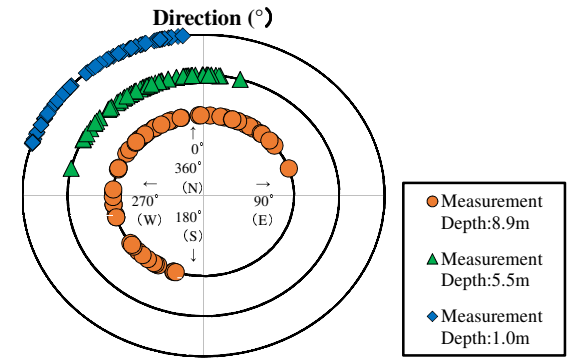 Direction (°)
↑
0°
360°
(N)
←
270°
(W)
→
90°
(E)
180°
(S)
↓
Measurement
Depth:8.9m
Measurement
Depth:5.5m
Measurement
Depth:1.0m